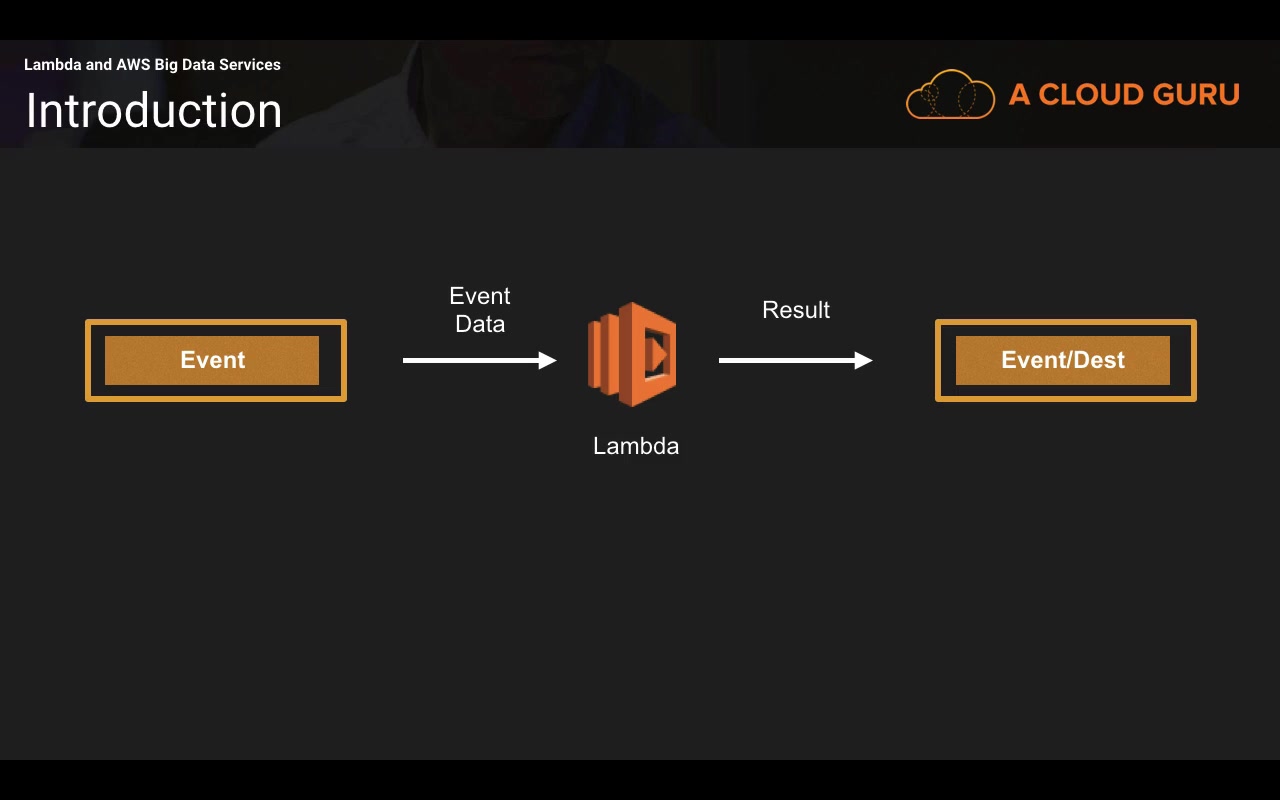 Lambda and AWS Big Data Services
Introduction
A CLOUD GURU
Event
Data
Result
Event
Event/Dest
Lambda